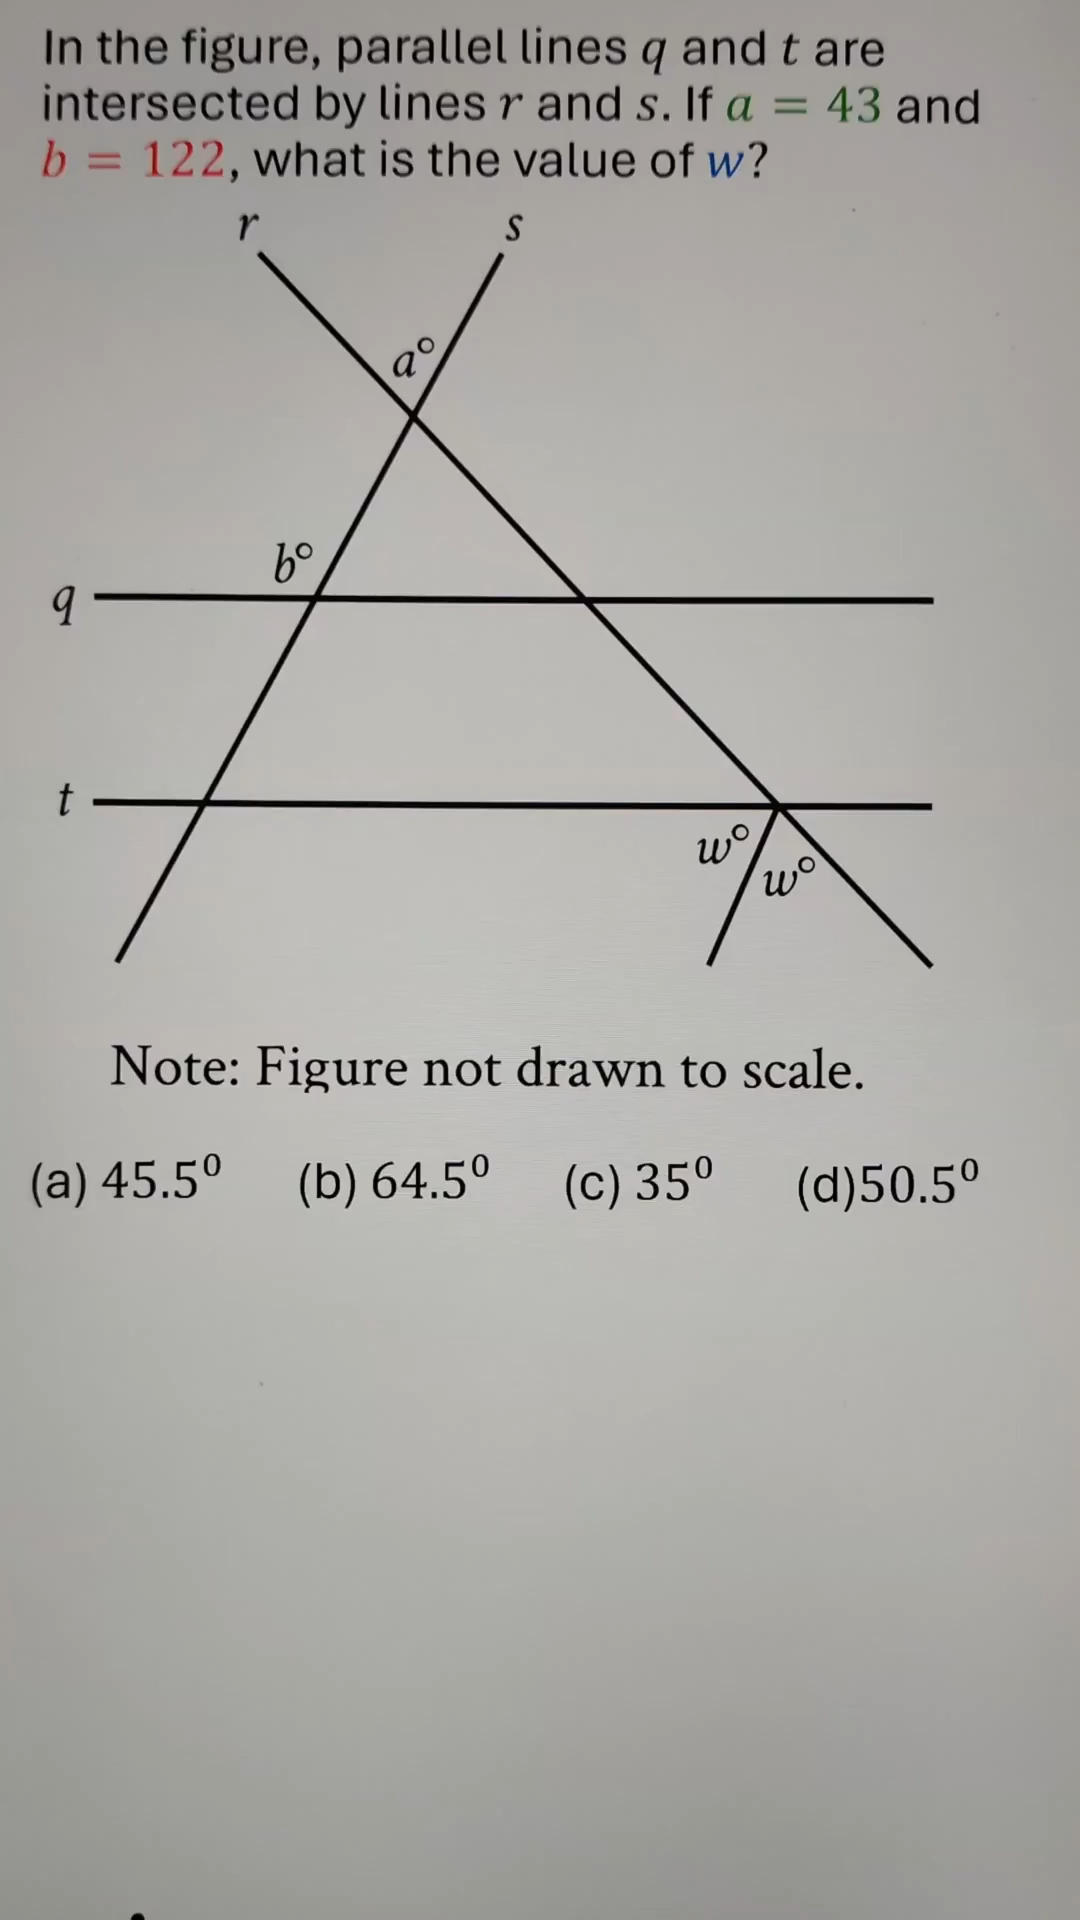 In the figure, parallel lines q and t are
intersected by lines r and s. If a = 43 and
b = 122, what is the value of w?
r s
a°
b°
q
t
w°
w°
Note: Figure not drawn to scale.
(a) 45.5⁰ (b) 64.5⁰ (c) 35⁰ (d)50.5⁰